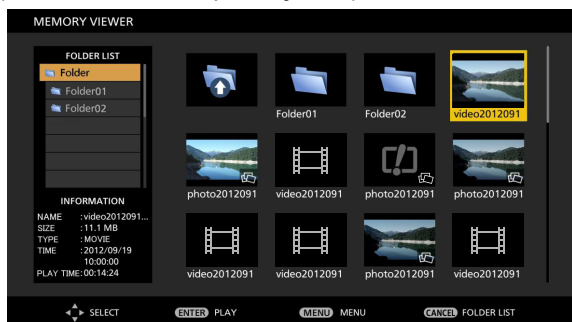 MEMORY VIEWER
FOLDER LIST
Folder
Folder01
Folder02
INFORMATION
NAME :video2012091...
SIZE :11.1 MB
TYPE :MOVIE
TIME :2012/09/19
10:00:00
PLAY TIME:00:14:24
Folder01 Folder02 video2012091
photo2012091 video2012091 photo2012091 photo2012091
video2012091 video2012091 photo2012091 video2012091
SELECT ENTER PLAY MENU MENU CANCEL FOLDER LIST